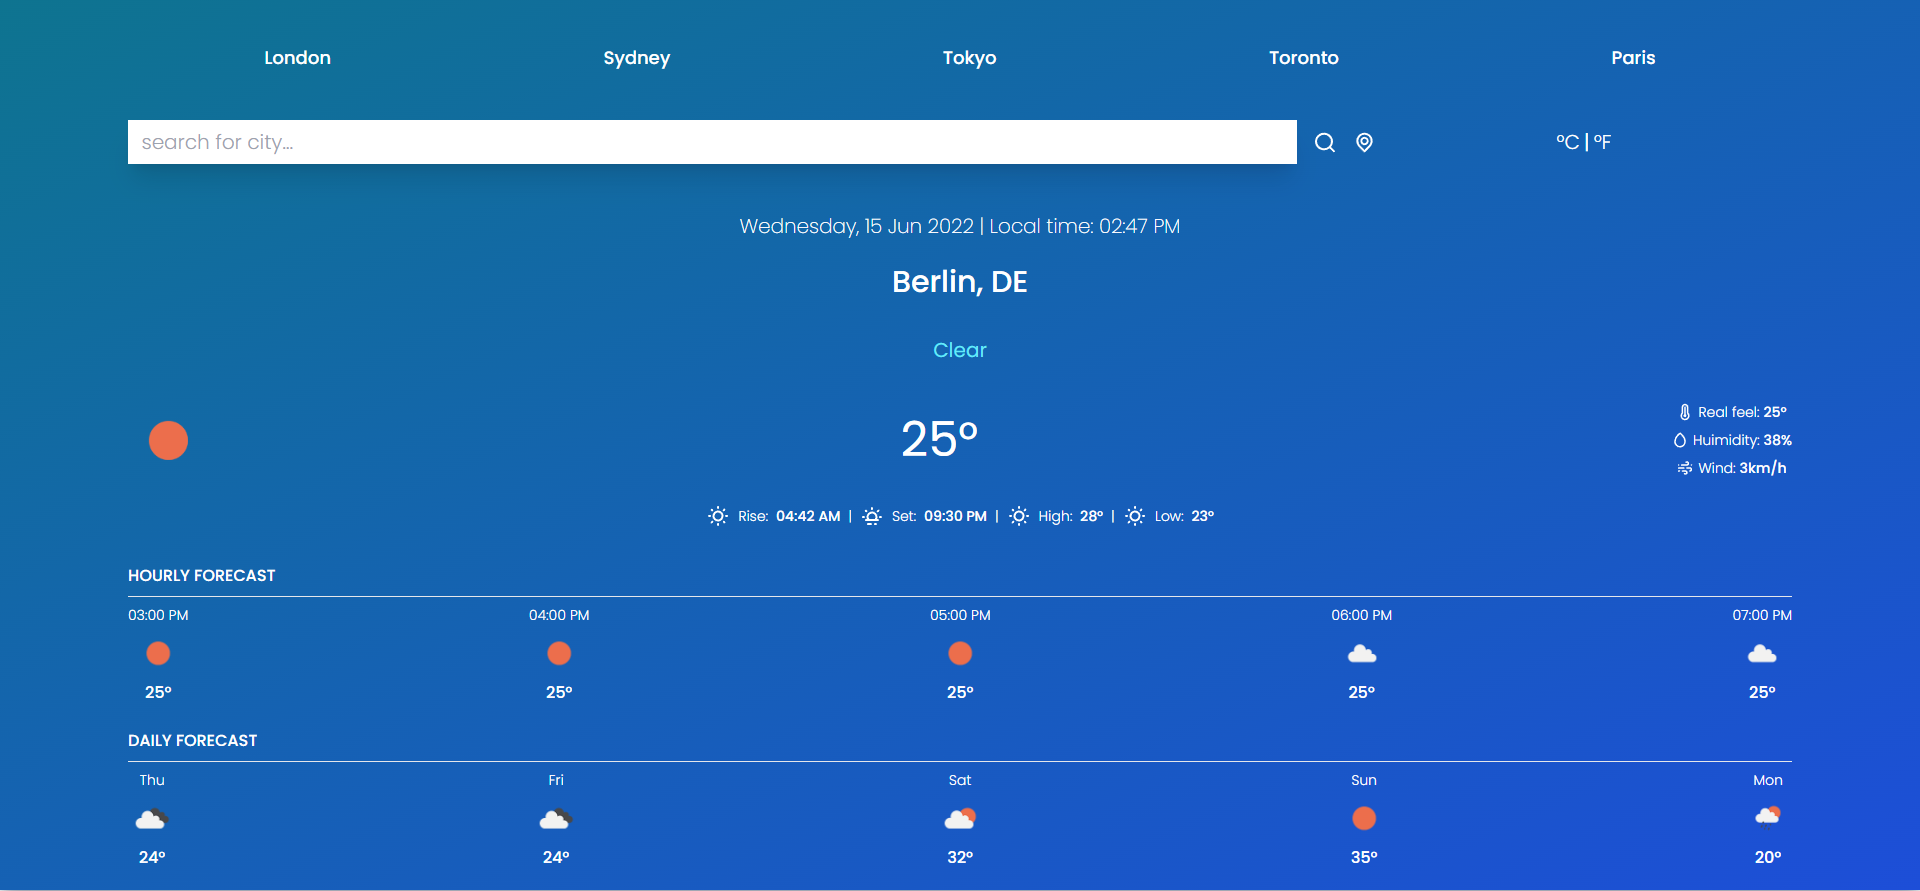 London Sydney Tokyo Toronto Paris
search for city... °C | °F
Wednesday, 15 Jun 2022 | Local time: 02:47 PM
Berlin, DE
Clear
25°
Real feel: 25°
Huimidity: 38%
Wind: 3km/h
Rise: 04:42 AM | Set: 09:30 PM | High: 28° | Low: 23°
HOURLY FORECAST
03:00 PM 04:00 PM 05:00 PM 06:00 PM 07:00 PM
25° 25° 25° 25° 25°
DAILY FORECAST
Thu Fri Sat Sun Mon
24° 24° 32° 35° 20°